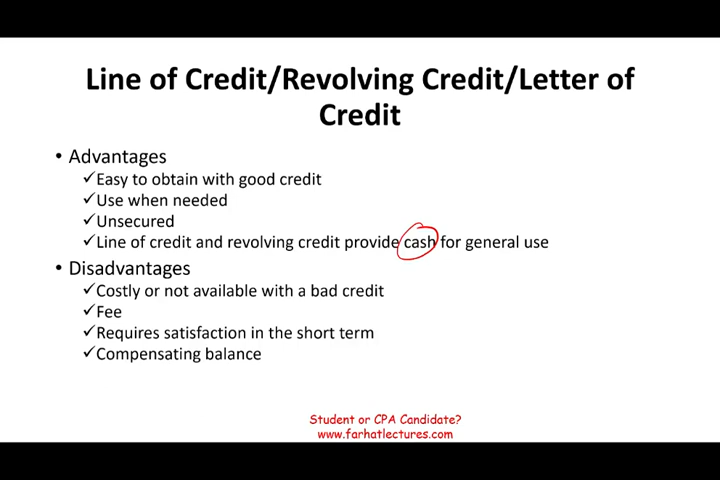 Line of Credit/Revolving Credit/Letter of
Credit
• Advantages
✓Easy to obtain with good credit
✓Use when needed
✓Unsecured
✓Line of credit and revolving credit provide cash for general use
• Disadvantages
✓Costly or not available with a bad credit
✓Fee
✓Requires satisfaction in the short term
✓Compensating balance
Student or CPA Candidate?
www.farhatlectures.com